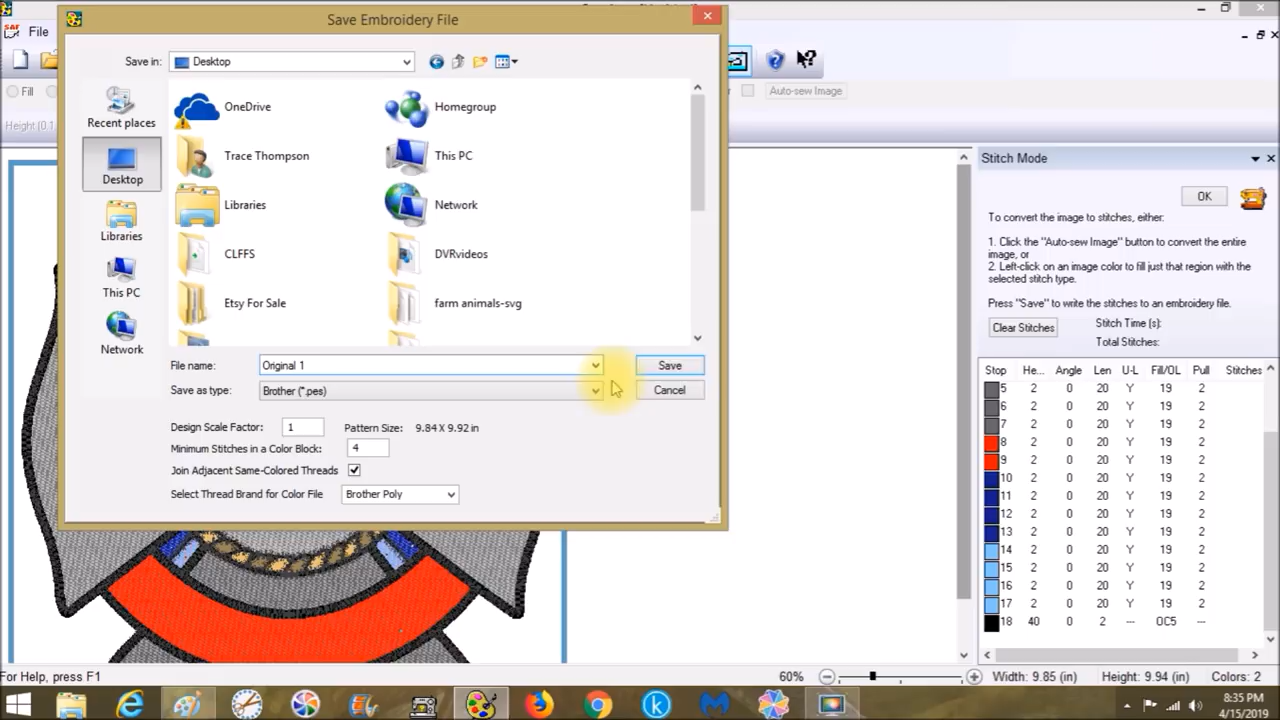 Save Embroidery File
File
Save in:
Desktop
Fill
Auto-sew Image
Height (0.1
Recent places
Desktop
Libraries
This PC
Network
OneDrive
Homegroup
Trace Thompson
This PC
Libraries
Network
CLFFS
DVRvideos
Etsy For Sale
farm animals-svg
File name:
Original 1
Save
Save as type:
Brother (*.pes)
Cancel
Design Scale Factor:
1
Pattern Size:
9.84 X 9.92 in
Minimum Stitches in a Color Block:
4
Join Adjacent Same-Colored Threads
Select Thread Brand for Color File
Brother Poly
Stitch Mode
OK
To convert the image to stitches, either:
1. Click the "Auto-sew Image" button to convert the entire
image, or
2. Left-click on an image color to fill just that region with the
selected stitch type.
Press "Save" to write the stitches to an embroidery file.
Clear Stitches
Stitch Time (s):
Total Stitches:
Stop He... Angle Len U-L Fill/OL Pull Stitches
5 2 0 20 Y 19 2
6 2 0 20 Y 19 2
7 2 0 20 Y 19 2
8 2 0 20 Y 19 2
9 2 0 20 Y 19 2
10 2 0 20 Y 19 2
11 2 0 20 Y 19 2
12 2 0 20 Y 19 2
13 2 0 20 Y 19 2
14 2 0 20 Y 19 2
15 2 0 20 Y 19 2
16 2 0 20 Y 19 2
17 2 0 20 Y 19 2
18 40 0 2 --- OC5 ---
For Help, press F1
60%
Width: 9.85 (in)
Height: 9.94 (in)
Colors: 2
8:35 PM
4/15/2019